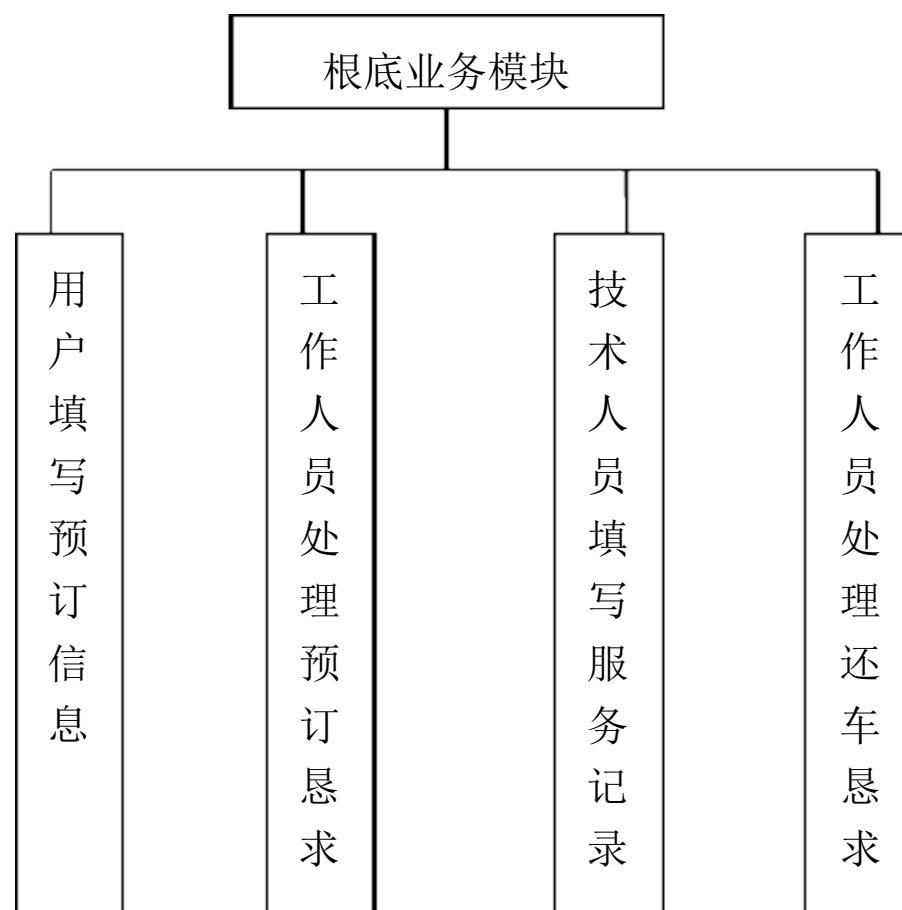 根底业务模块
用户填写预订信息
工作人员处理预订恳求
技术人员填写服务记录
工作人员处理还车恳求